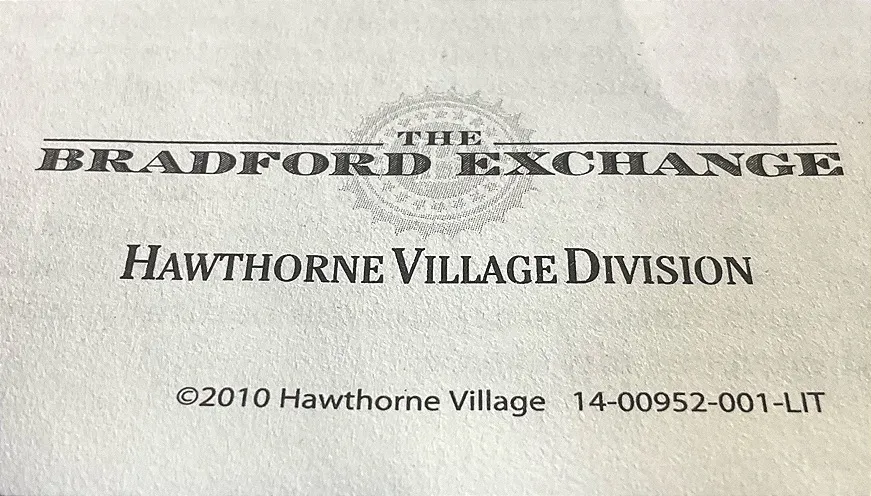 THE
BRADFORD EXCHANGE
HAWTHORNE VILLAGE DIVISION
©2010 Hawthorne Village 14-00952-001-LIT